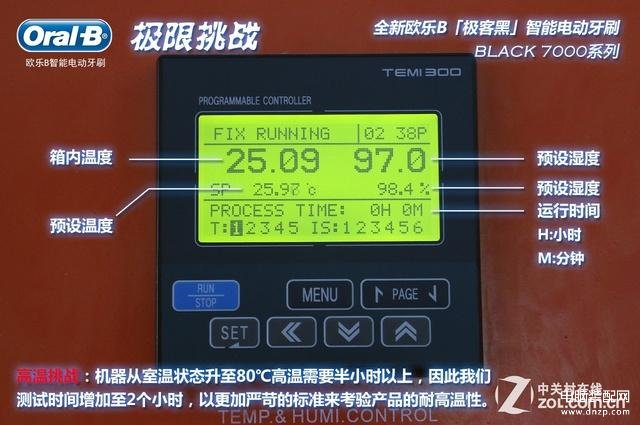 Oral-B
欧乐B智能电动牙刷
极限挑战
全新欧乐B「极客黑」智能电动牙刷
BLACK 7000系列
TEMI300
PROGRAMMABLE CONTROLLER
FIX RUNNING 02 38P
箱内温度
25.09 97.0
预设湿度
SP 25.97℃ 98.4%
预设湿度
预设温度
PROCESS TIME: 0H 0M
运行时间
T:12345 IS:123456
H:小时
M:分钟
RUN
STOP
MENU
PAGE
SET
高温挑战：机器从室温状态升至80℃高温需要半小时以上，因此我们
测试时间增加至2个小时，以更加严苛的标准来考验产品的耐高温性。
TEMP.& HUMI.CONTROL
中关村在线
ZOL.COM.CN
电脑装配网
www.dnzp.com